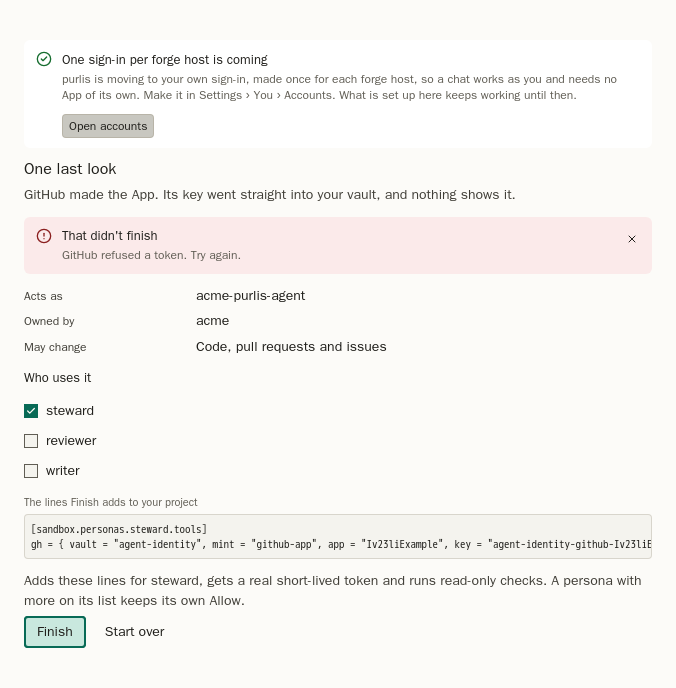 One sign-in per forge host is coming
purlis is moving to your own sign-in, made once for each forge host, so a chat works as you and needs no
App of its own. Make it in Settings › You › Accounts. What is set up here keeps working until then.
Open accounts
One last look
GitHub made the App. Its key went straight into your vault, and nothing shows it.
That didn't finish
GitHub refused a token. Try again.
Acts as acme-purlis-agent
Owned by acme
May change Code, pull requests and issues
Who uses it
steward
reviewer
writer
The lines Finish adds to your project
[sandbox.personas.steward.tools]
gh = { vault = "agent-identity", mint = "github-app", app = "Iv23liExample", key = "agent-identity-github-Iv23liE
Adds these lines for steward, gets a real short-lived token and runs read-only checks. A persona with
more on its list keeps its own Allow.
Finish Start over